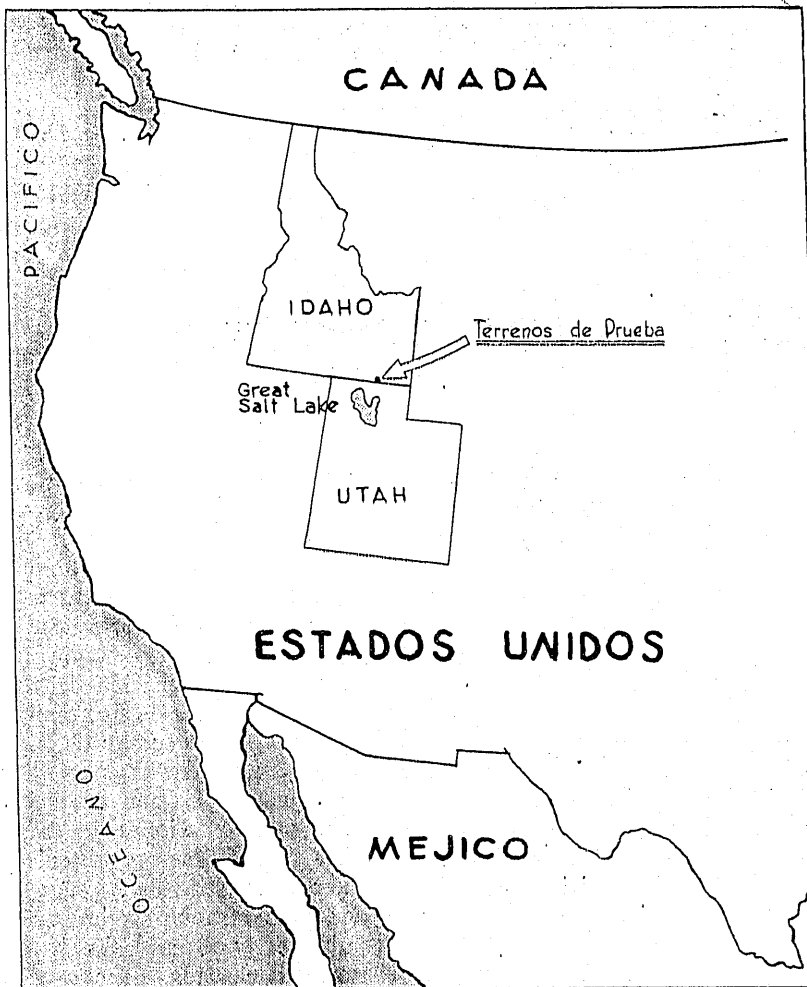 CANADA
PACIFICO
IDAHO
Terrenos de Prueba
Great
Salt Lake
UTAH
ESTADOS UNIDOS
MEJICO
OCEANO